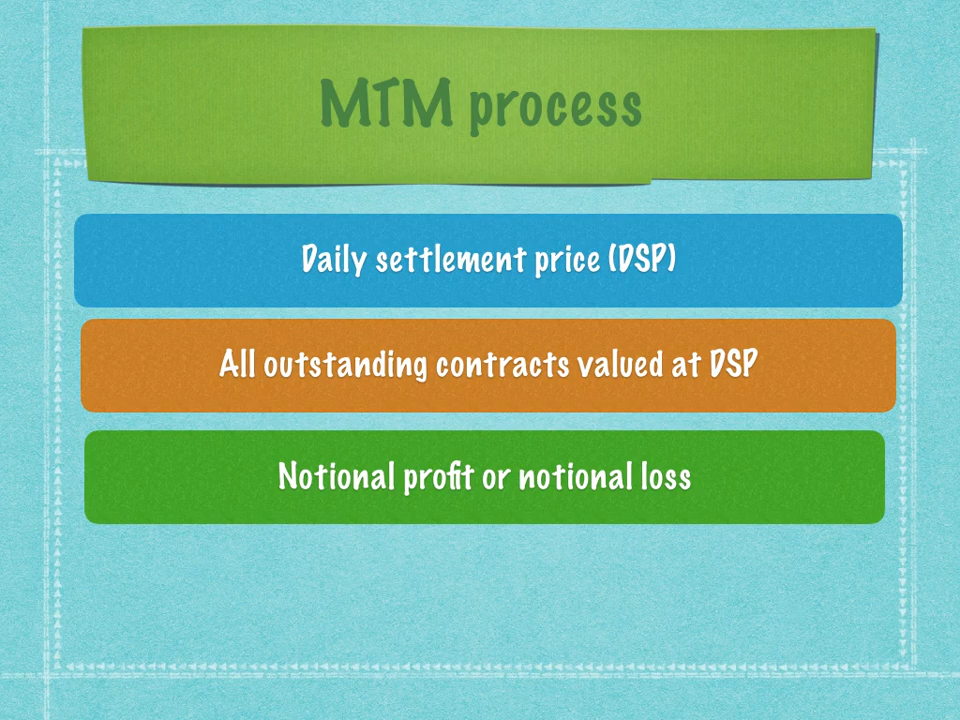 MTM process
Daily settlement price (DSP)
All outstanding contracts valued at DSP
Notional profit or notional loss